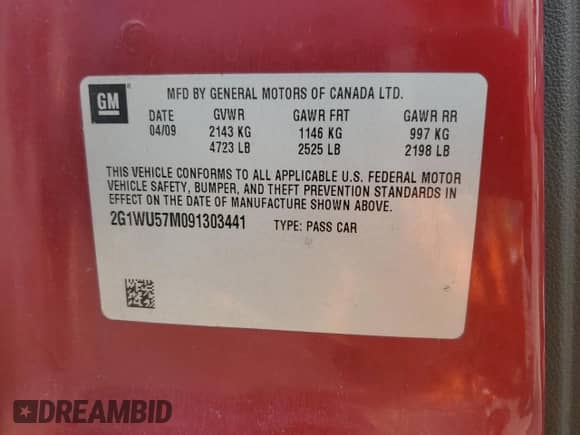 GM
MFD BY GENERAL MOTORS OF CANADA LTD.
DATE GVWR GAWR FRT GAWR RR
04/09 2143 KG 1146 KG 997 KG
4723 LB 2525 LB 2198 LB
THIS VEHICLE CONFORMS TO ALL APPLICABLE U.S. FEDERAL MOTOR
VEHICLE SAFETY, BUMPER, AND THEFT PREVENTION STANDARDS IN
EFFECT ON THE DATE OF MANUFACTURE SHOWN ABOVE.
2G1WU57M091303441 TYPE: PASS CAR
DREAMBID